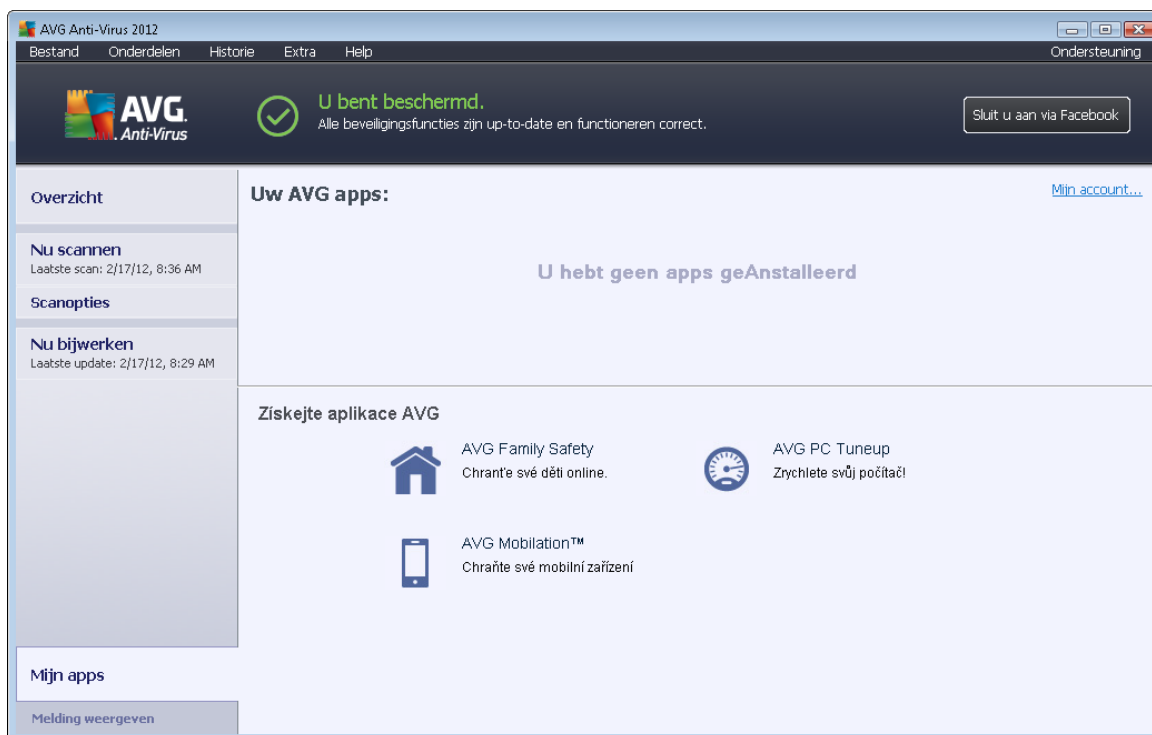 AVG Anti-Virus 2012
Bestand Onderdelen Historie Extra Help Ondersteuning
AVG.
Anti-Virus
U bent beschermd.
Alle beveiligingsfuncties zijn up-to-date en functioneren correct.
Sluit u aan via Facebook
Overzicht
Nu scannen
Laatste scan: 2/17/12, 8:36 AM
Scanopties
Nu bijwerken
Laatste update: 2/17/12, 8:29 AM
Mijn apps
Melding weergeven
Uw AVG apps:
Mijn account...
U hebt geen apps geAnstalleerd
Získejte aplikace AVG
AVG Family Safety
Chranťe své děti online.
AVG PC Tuneup
Zrychlete svůj počítač!
AVG Mobilation™
Chraňte své mobilní zařízení